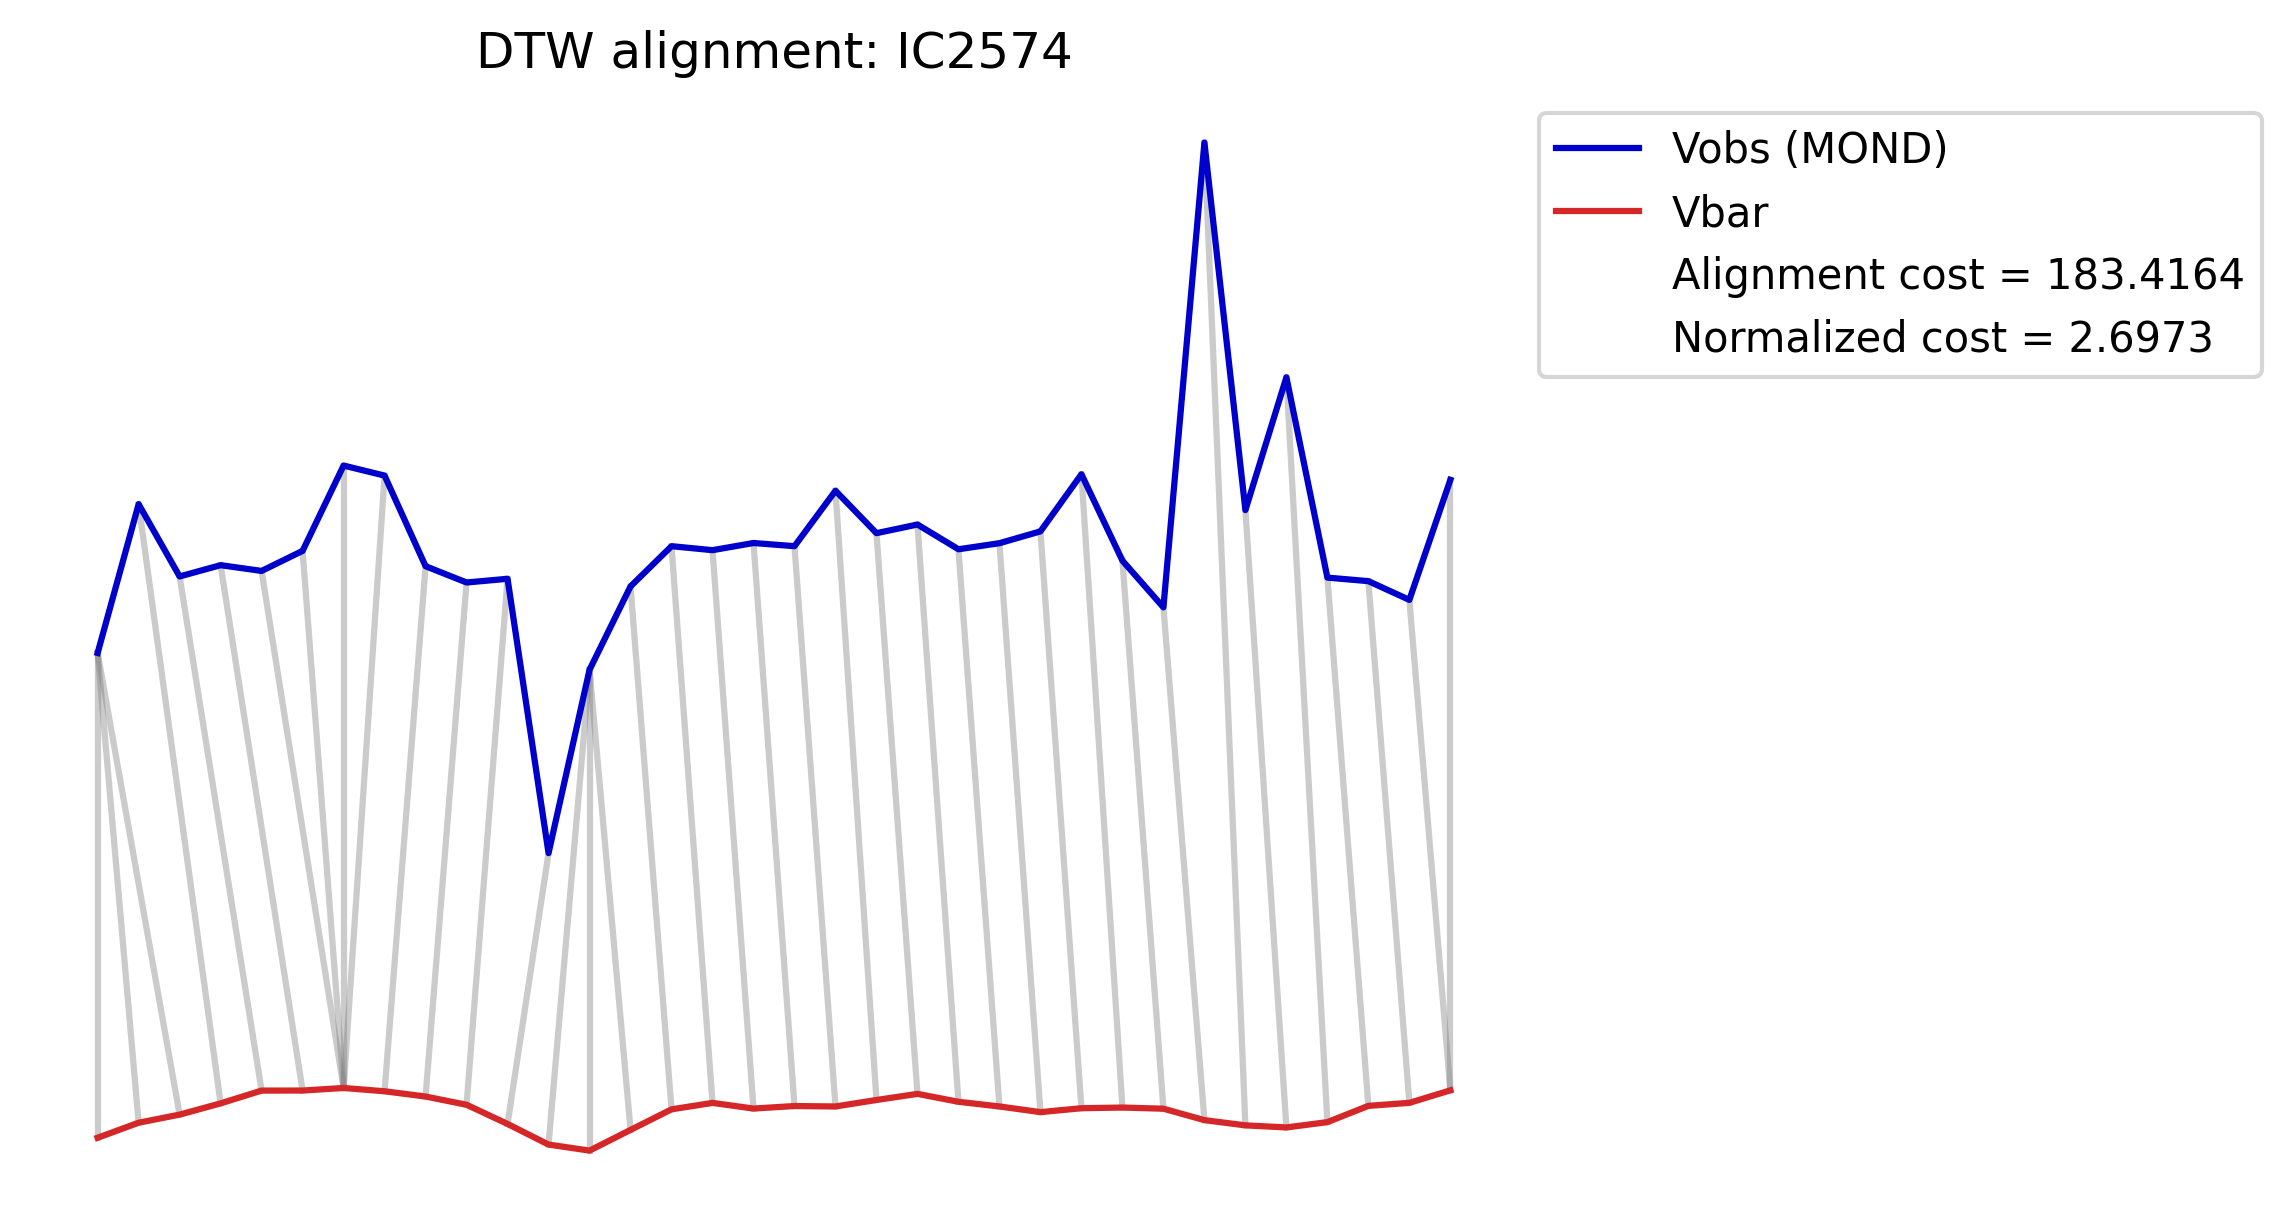 DTW alignment: IC2574
Vobs (MOND)
Vbar
Alignment cost = 183.4164
Normalized cost = 2.6973